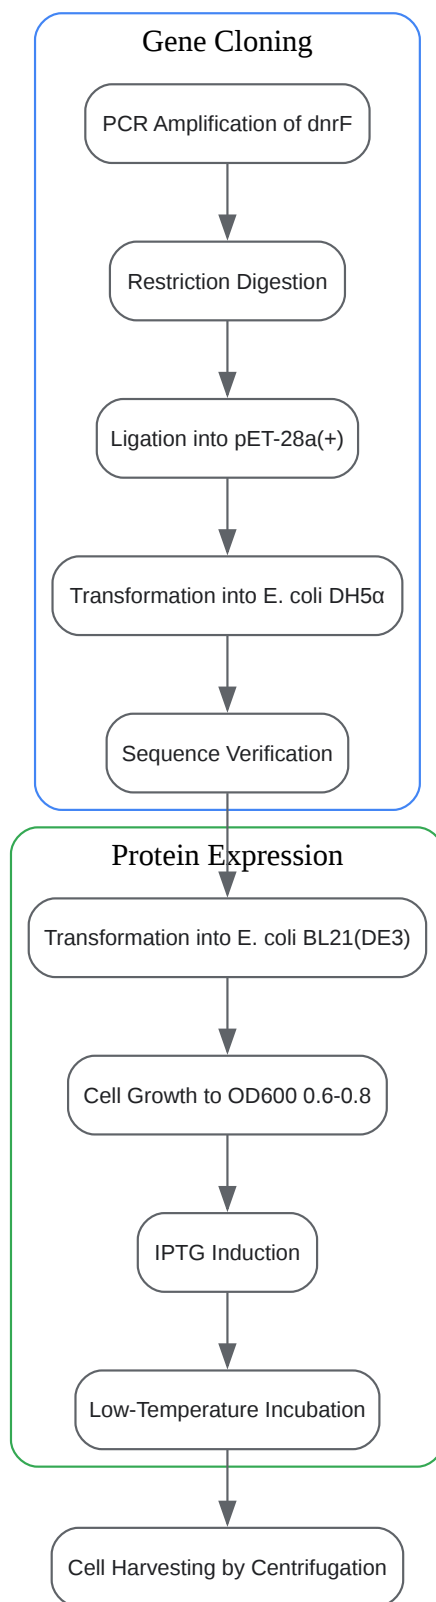 Gene Cloning
PCR Amplification of dnrF
Restriction Digestion
Ligation into pET-28a(+)
Transformation into E. coli DH5α
Sequence Verification
Protein Expression
Transformation into E. coli BL21(DE3)
Cell Growth to OD600 0.6-0.8
IPTG Induction
Low-Temperature Incubation
Cell Harvesting by Centrifugation